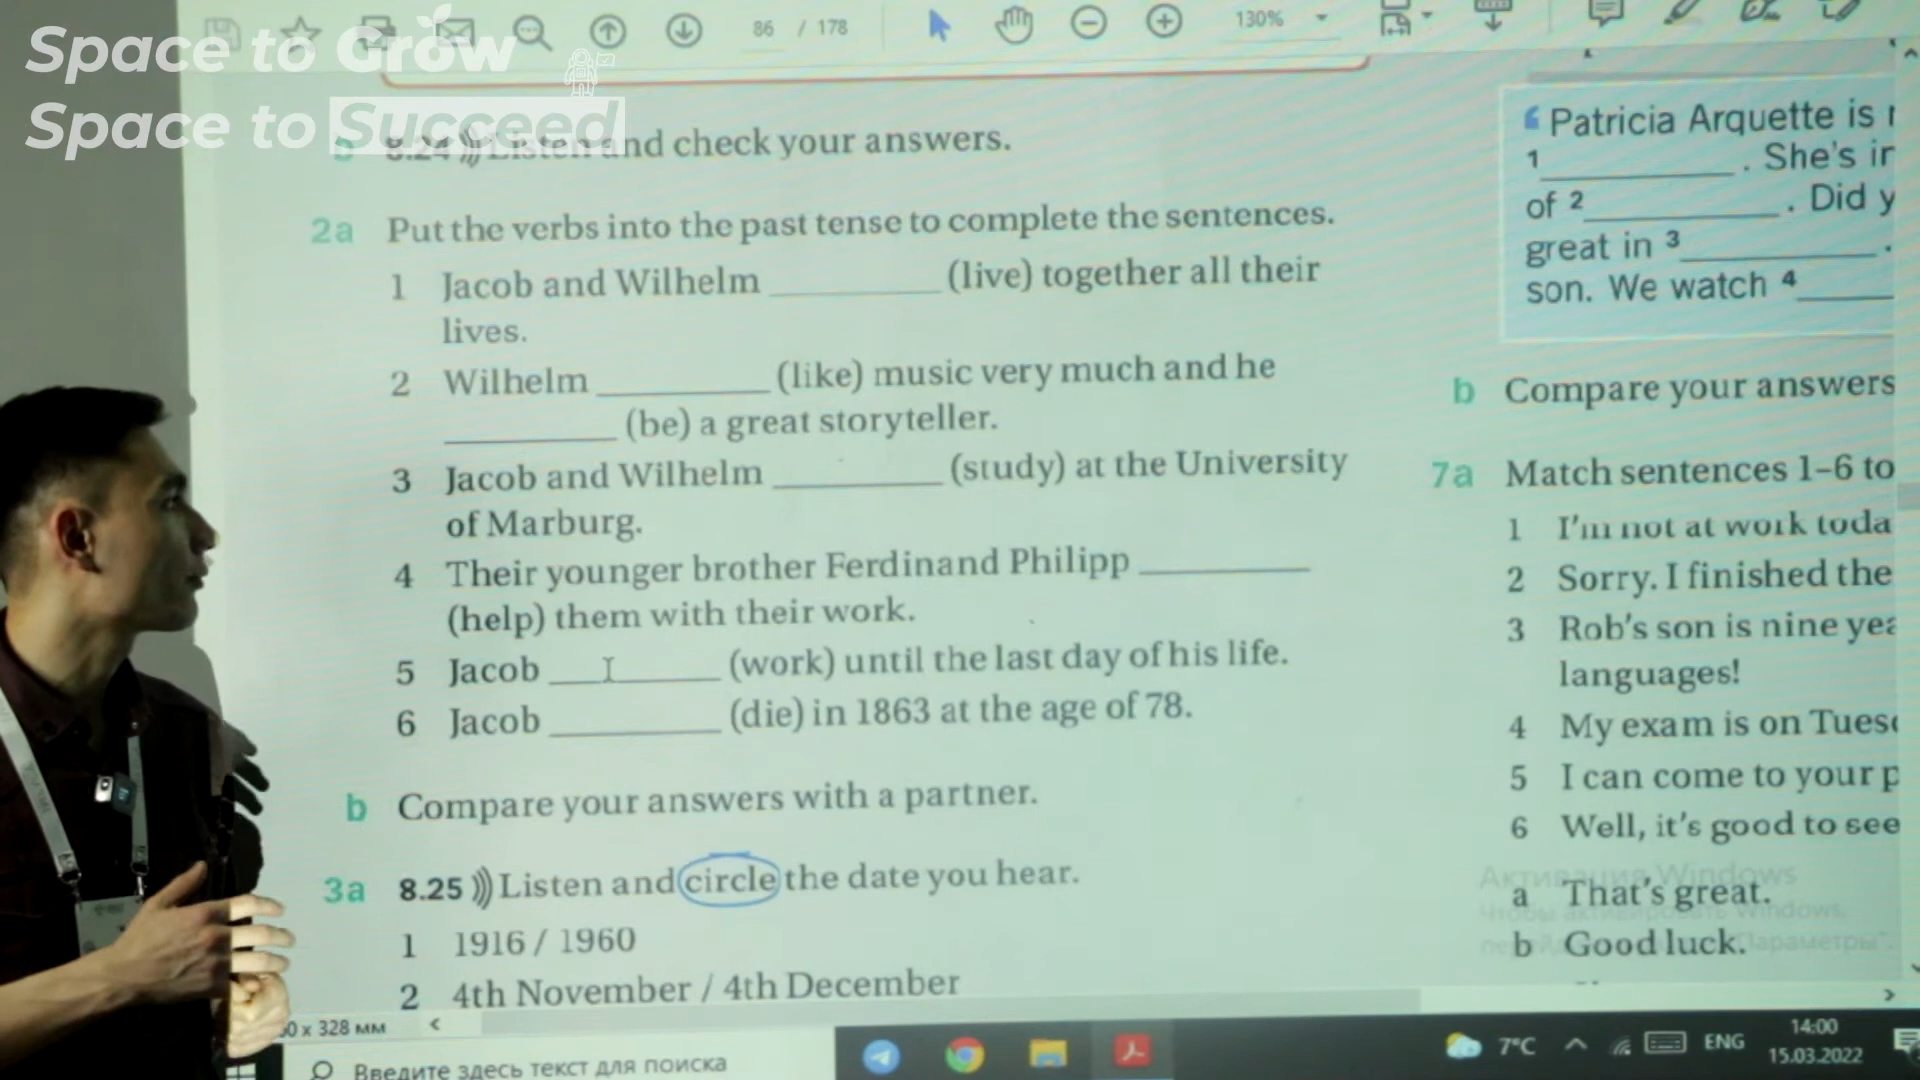 Space to Grow
Space to Succeed
86 / 178
130%
8.24 Listen and check your answers.
2a Put the verbs into the past tense to complete the sentences.
1 Jacob and Wilhelm ________ (live) together all their
lives.
2 Wilhelm ________ (like) music very much and he
________ (be) a great storyteller.
3 Jacob and Wilhelm ________ (study) at the University
of Marburg.
4 Their younger brother Ferdinand Philipp ________
(help) them with their work.
5 Jacob ________ (work) until the last day of his life.
6 Jacob ________ (die) in 1863 at the age of 78.
b Compare your answers with a partner.
3a 8.25 Listen and circle the date you hear.
1 1916 / 1960
2 4th November / 4th December
Patricia Arquette is
1 ________ . She's
of 2 ________ . Did
great in 3 ________ .
son. We watch 4 ________
b Compare your answers
7a Match sentences 1–6 to
1 I'm not at work
2 Sorry. I finished the
3 Rob's son is nine
languages!
4 My exam is on
5 I can come to your
6 Well, it's good to see
Активация Windows
Чтобы активировать Windows,
"Параметры".
a That's great.
b Good luck.
x 328 мм
Введите здесь текст для поиска
7°C
ENG
14:00
15.03.2022